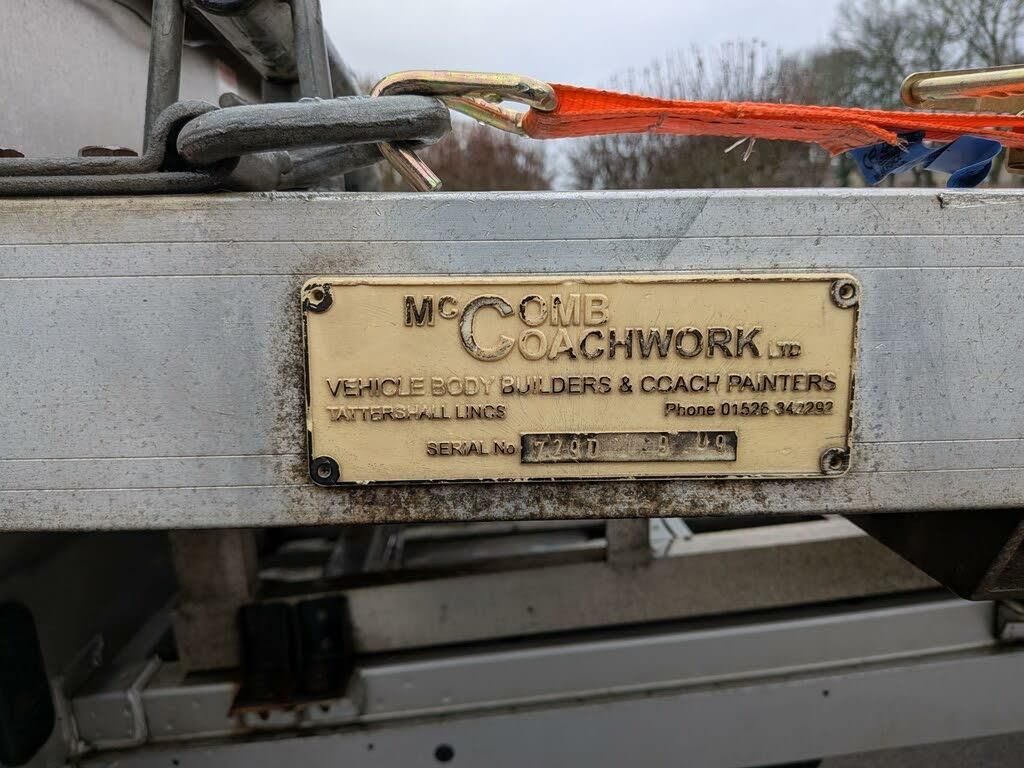 McCOMB
COACHWORK LTD
VEHICLE BODY BUILDERS & COACH PAINTERS
TATTERSHALL LINCS Phone 01526 342292
SERIAL No